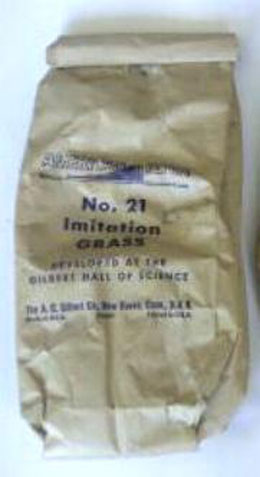 No. 21
Imitation
GRASS
DEVELOPED AT THE
GILBERT HALL OF SCIENCE
The A. C. Gilbert Co., New Haven, Conn., U. S. A.